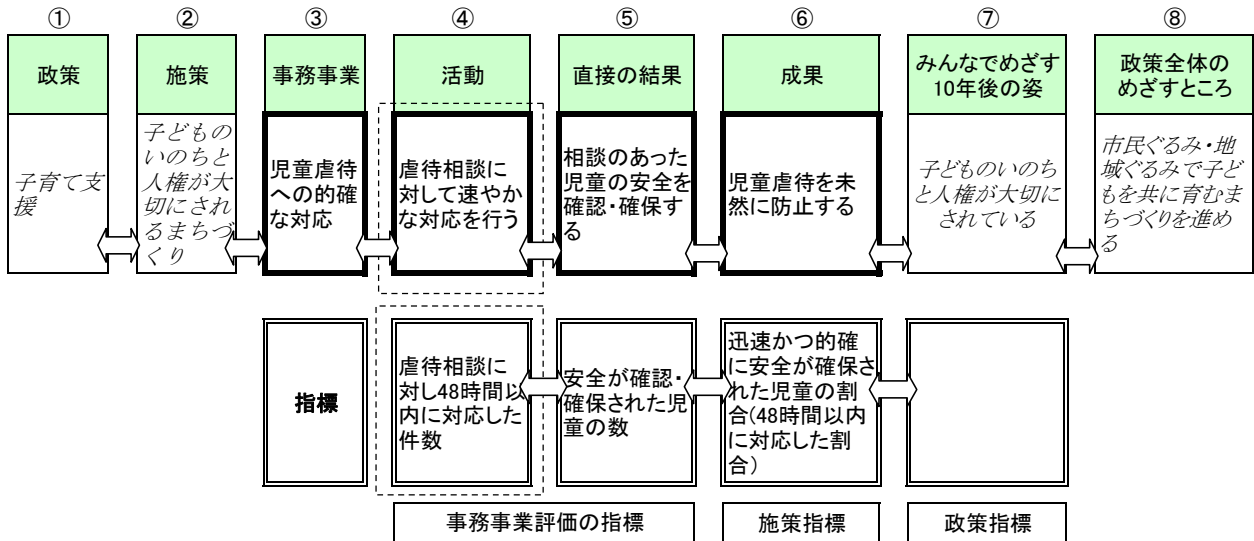 ①
②
③
④
⑤
⑥
⑦
⑧
政策
施策
事務事業
活動
直接の結果
成果
みんなでめざす
10年後の姿
政策全体の
めざすところ
子育て支
援
子どもの
いのちと
人権が大
切にされ
るまちづ
くり
児童虐待
への的確
な対応
虐待相談に
対して速やか
な対応を行う
相談のあった
児童の安全を
確認・確保す
る
児童虐待を未
然に防止する
子どものいのち
と人権が大切に
されている
市民ぐるみ・地
域ぐるみで子ど
もを共に育むま
ちづくりを進め
る
指標
虐待相談に
対し48時間以
内に対応した
件数
安全が確認・
確保された児
童の数
迅速かつ的確
に安全が確保さ
れた児童の割
合(48時間以内
に対応した割
合)
事務事業評価の指標
施策指標
政策指標